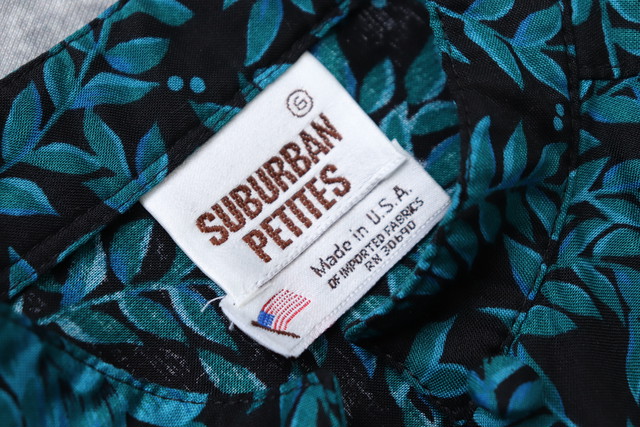 6
SUBURBAN
PETITES
Made in U.S.A.
OF IMPORTED FABRICS
RN 30690